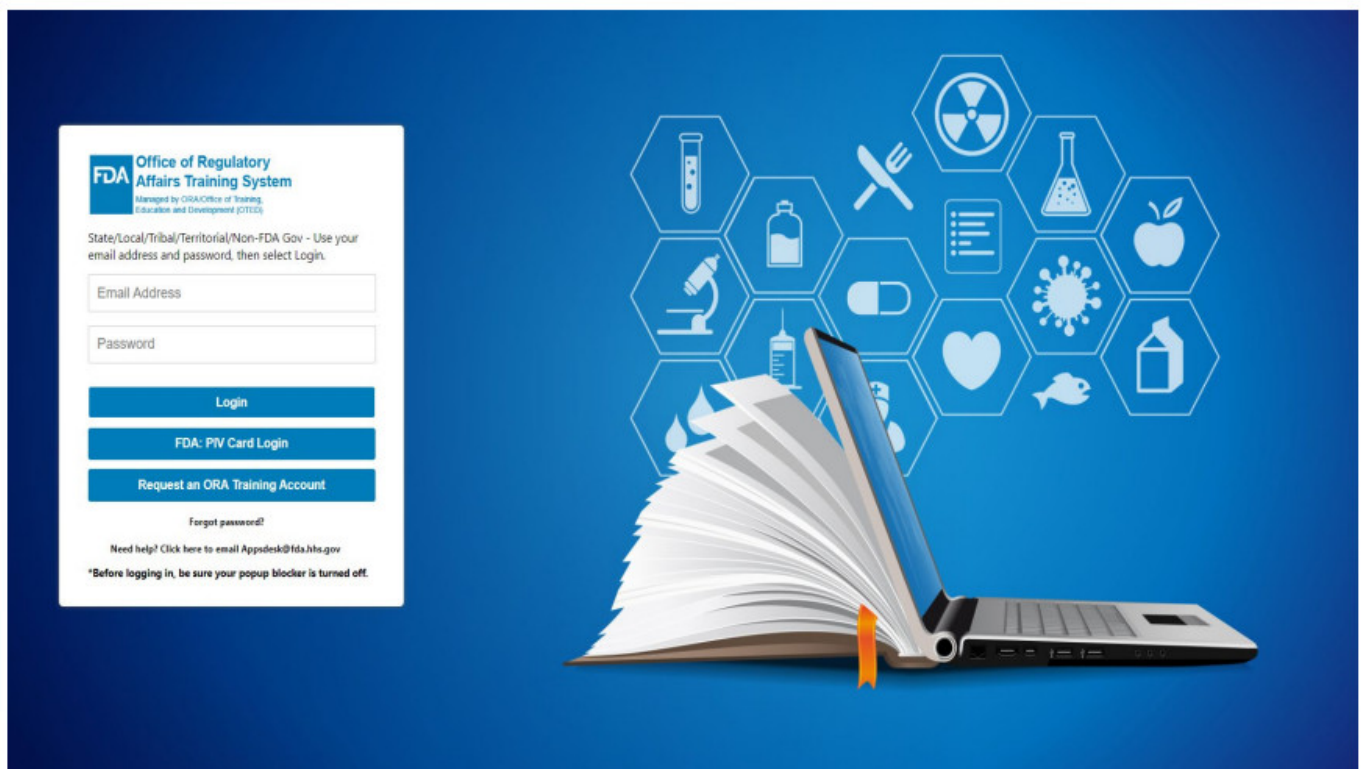 FDA
Office of Regulatory
Affairs Training System
Managed by ORA/Office of Training,
Education and Development (OTED)
State/Local/Tribal/Territorial/Non-FDA Gov - Use your
email address and password, then select Login.
Email Address
Password
Login
FDA: PIV Card Login
Request an ORA Training Account
Forgot password?
Need help? Click here to email Appsdesk@fda.hhs.gov
*Before logging in, be sure your popup blocker is turned off.